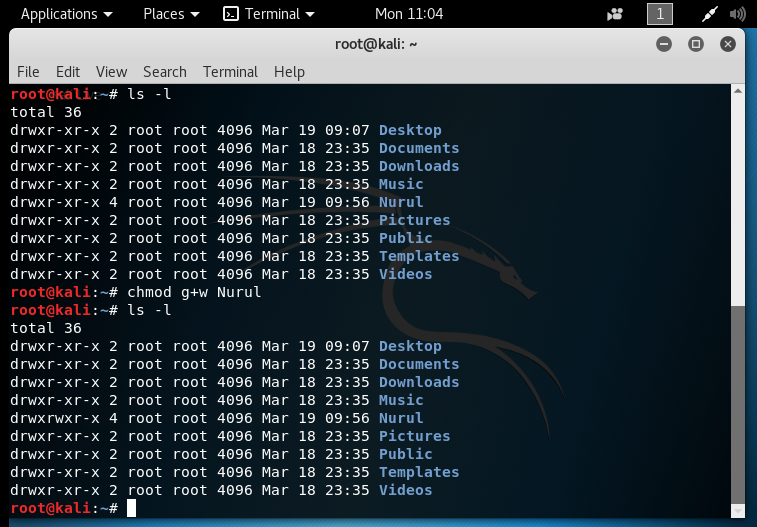 Applications Places Terminal Mon 11:04 1
root@kali: ~
File Edit View Search Terminal Help
root@kali:~# ls -l
total 36
drwxr-xr-x 2 root root 4096 Mar 19 09:07 Desktop
drwxr-xr-x 2 root root 4096 Mar 18 23:35 Documents
drwxr-xr-x 2 root root 4096 Mar 18 23:35 Downloads
drwxr-xr-x 2 root root 4096 Mar 18 23:35 Music
drwxr-xr-x 4 root root 4096 Mar 19 09:56 Nurul
drwxr-xr-x 2 root root 4096 Mar 18 23:35 Pictures
drwxr-xr-x 2 root root 4096 Mar 18 23:35 Public
drwxr-xr-x 2 root root 4096 Mar 18 23:35 Templates
drwxr-xr-x 2 root root 4096 Mar 18 23:35 Videos
root@kali:~# chmod g+w Nurul
root@kali:~# ls -l
total 36
drwxr-xr-x 2 root root 4096 Mar 19 09:07 Desktop
drwxr-xr-x 2 root root 4096 Mar 18 23:35 Documents
drwxr-xr-x 2 root root 4096 Mar 18 23:35 Downloads
drwxr-xr-x 2 root root 4096 Mar 18 23:35 Music
drwxrwxr-x 4 root root 4096 Mar 19 09:56 Nurul
drwxr-xr-x 2 root root 4096 Mar 18 23:35 Pictures
drwxr-xr-x 2 root root 4096 Mar 18 23:35 Public
drwxr-xr-x 2 root root 4096 Mar 18 23:35 Templates
drwxr-xr-x 2 root root 4096 Mar 18 23:35 Videos
root@kali:~#